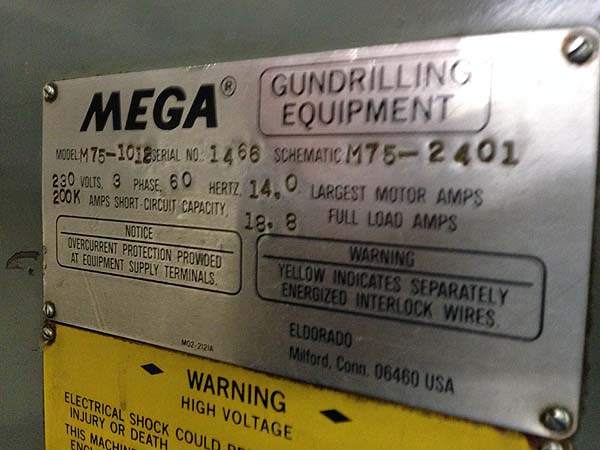 MEGA®
GUNDRILLING
EQUIPMENT
MODEL: M75-1012 SERIAL NO. 1466 SCHEMATIC: M75-2401
230 VOLTS, 3 PHASE, 60 HERTZ, 14.0 LARGEST MOTOR AMPS
200K AMPS SHORT-CIRCUIT CAPACITY, 18.8 FULL LOAD AMPS
NOTICE
OVERCURRENT PROTECTION PROVIDED
AT EQUIPMENT SUPPLY TERMINALS.
WARNING
YELLOW INDICATES SEPARATELY
ENERGIZED INTERLOCK WIRES.
MQ2-2121A
ELDORADO
Milford, Conn. 06460 USA
WARNING
HIGH VOLTAGE
ELECTRICAL SHOCK COULD
INJURY OR DEATH
THIS